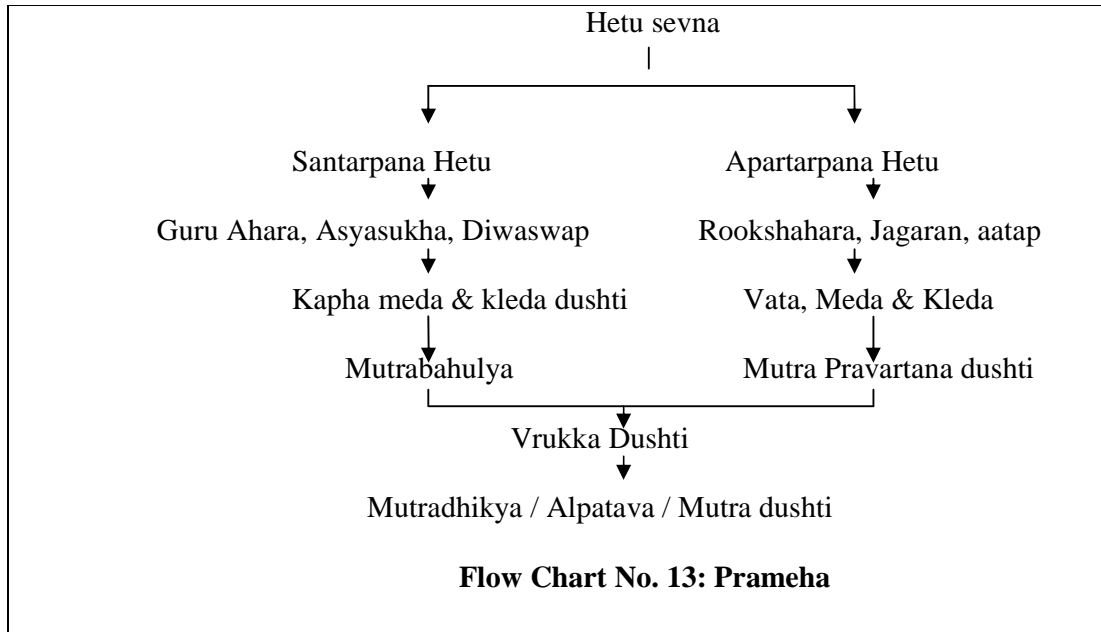 Hetu sevna
Santarpana Hetu
Apartarpana Hetu
Guru Ahara, Asyasukha, Diwaswap
Rookshahara, Jagaran, aatap
Kapha meda & kleda dushti
Vata, Meda & Kleda
Mutrabahulya
Mutra Pravartana dushti
Vrukka Dushti
Mutradhikya / Alpatava / Mutra dushti
Flow Chart No. 13: Prameha